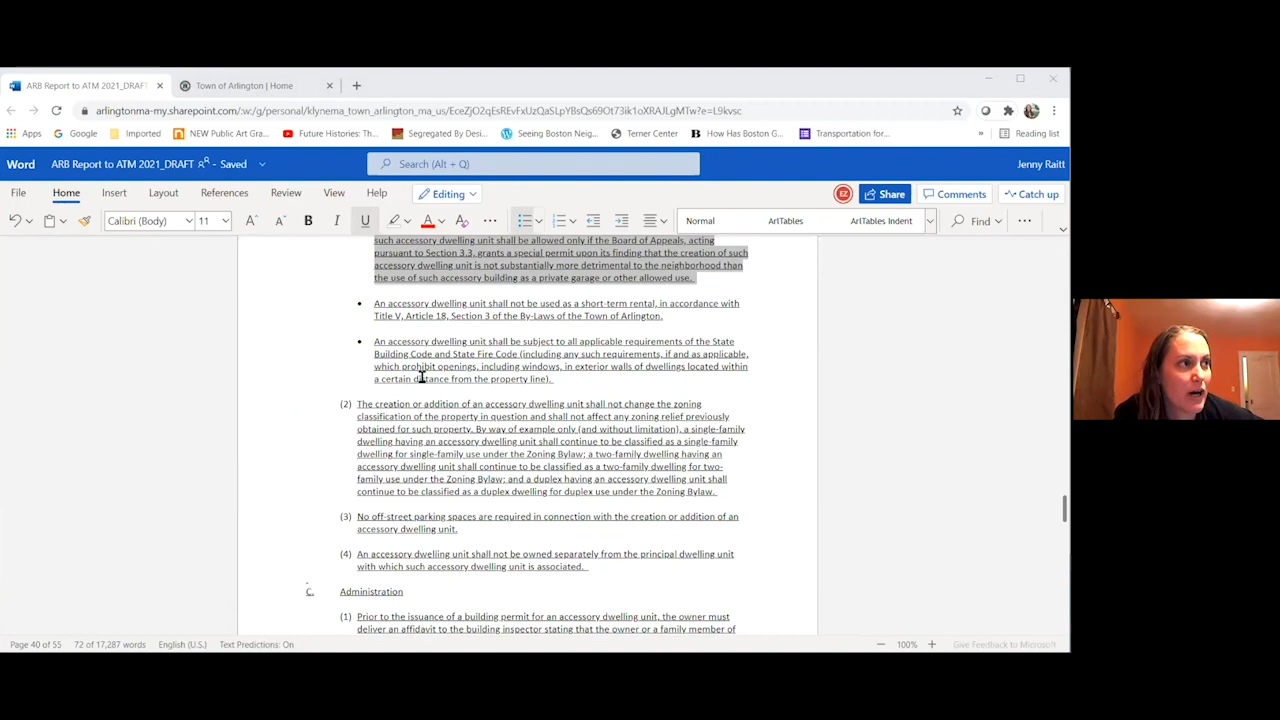 ARB Report to ATM 2021_DRAFT
Town of Arlington | Home
arlingtonma-my.sharepoint.com/:w:/g/personal/klynema_town_arlington_ma_us/
Apps
Google
Imported
NEW Public Art Gra...
Future Histories: Th...
Segregated By Desi...
Seeing Boston Neig...
Terner Center
How Has Boston G...
Transportation for...
»
Reading list
Word
ARB Report to ATM 2021_DRAFT - Saved
Search (Alt + Q)
Jenny Raitt
File
Home
Insert
Layout
References
Review
View
Help
Editing
EZ
Share
Comments
Catch up
Calibri (Body)
11
B
I
U
A
Normal
ArtTables
ArtTables Indent
Find
such accessory dwelling unit shall be allowed only if the Board of Appeals, acting
pursuant to Section 3.3, grants a special permit upon its finding that the creation of such
accessory dwelling unit is not substantially more detrimental to the neighborhood than
the use of such accessory building as a private garage or other allowed use.
• An accessory dwelling unit shall not be used as a short-term rental, in accordance with
Title V, Article 18, Section 3 of the By-Laws of the Town of Arlington.
• An accessory dwelling unit shall be subject to all applicable requirements of the State
Building Code and State Fire Code (including any such requirements, if and as applicable,
which prohibit openings, including windows, in exterior walls of dwellings located within
a certain distance from the property line).
(2) The creation or addition of an accessory dwelling unit shall not change the zoning
classification of the property in question and shall not affect any zoning relief previously
obtained for such property. By way of example only (and without limitation), a single-family
dwelling having an accessory dwelling unit shall continue to be classified as a single-family
dwelling for single-family use under the Zoning Bylaw; a two-family dwelling having an
accessory dwelling unit shall continue to be classified as a two-family dwelling for two-
family use under the Zoning Bylaw; and a duplex having an accessory dwelling unit shall
continue to be classified as a duplex dwelling for duplex use under the Zoning Bylaw.
(3) No off-street parking spaces are required in connection with the creation or addition of an
accessory dwelling unit.
(4) An accessory dwelling unit shall not be owned separately from the principal dwelling unit
with which such accessory dwelling unit is associated.
C. Administration
(1) Prior to the issuance of a building permit for an accessory dwelling unit, the owner must
deliver an affidavit to the building inspector stating that the owner or a family member of
Page 40 of 55
72 of 17,287 words
English (U.S.)
Text Predictions: On
100%
Give Feedback to Microsoft